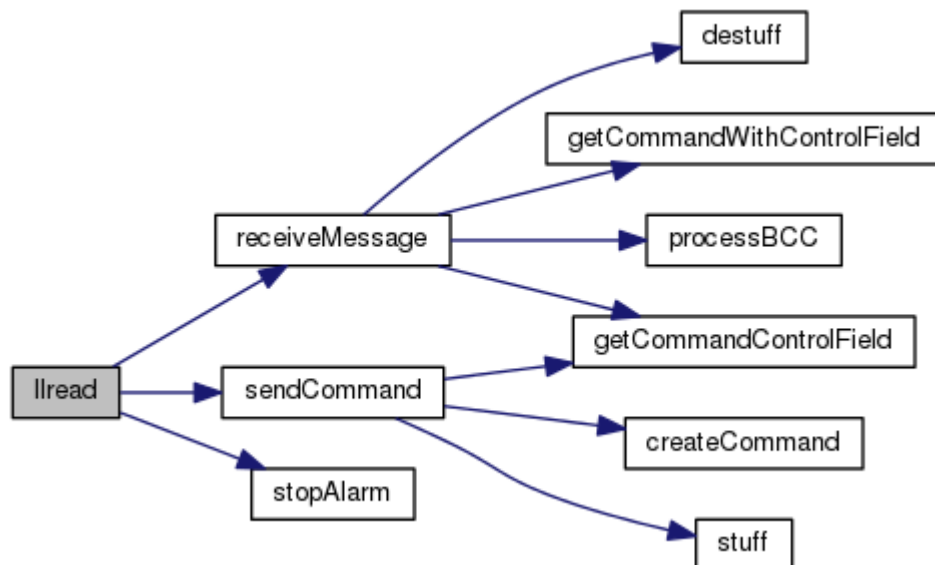 destuff
getCommandWithControlField
receiveMessage
processBCC
getCommandControlField
llread
sendCommand
createCommand
stopAlarm
stuff